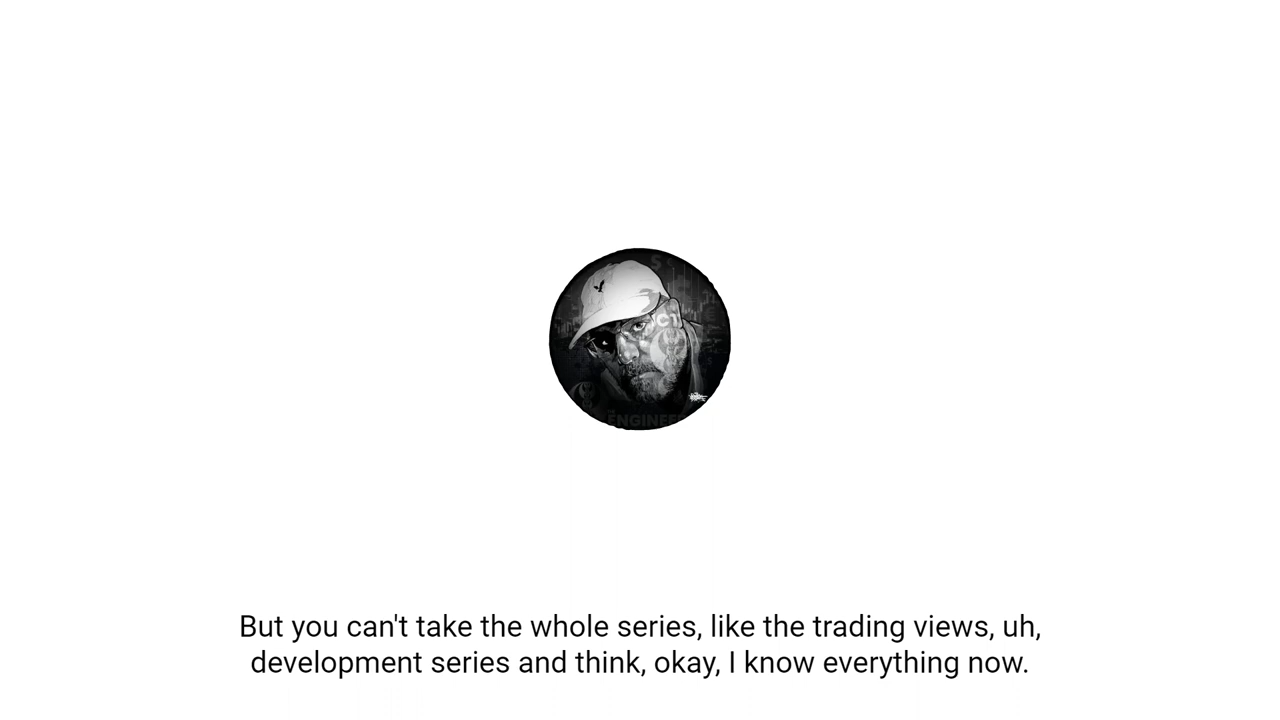 ENGINEE
But you can't take the whole series, like the trading views, uh,
development series and think, okay, I know everything now.